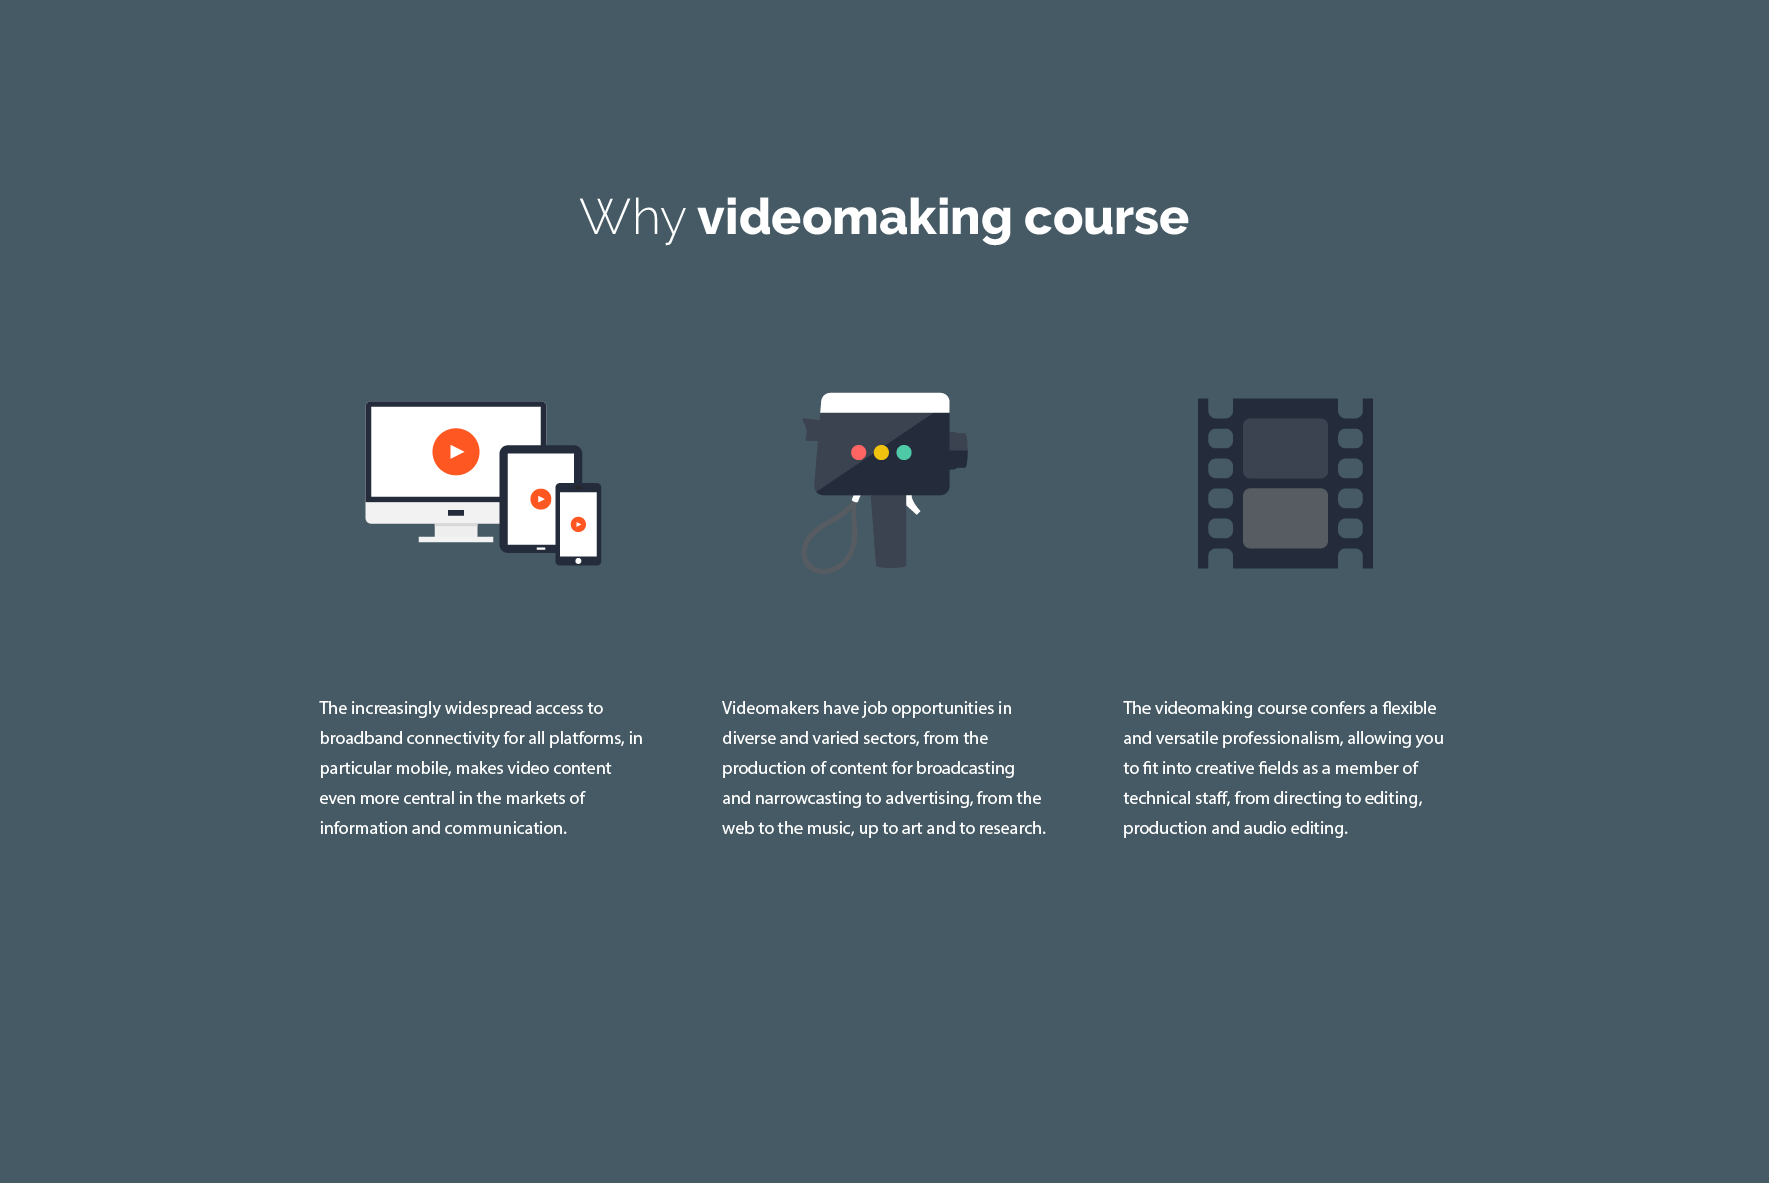 Why videomaking course
The increasingly widespread access to
broadband connectivity for all platforms, in
particular mobile, makes video content
even more central in the markets of
information and communication.
Videomakers have job opportunities in
diverse and varied sectors, from the
production of content for broadcasting
and narrowcasting to advertising, from the
web to the music, up to art and to research.
The videomaking course confers a flexible
and versatile professionalism, allowing you
to fit into creative fields as a member of
technical staff, from directing to editing,
production and audio editing.